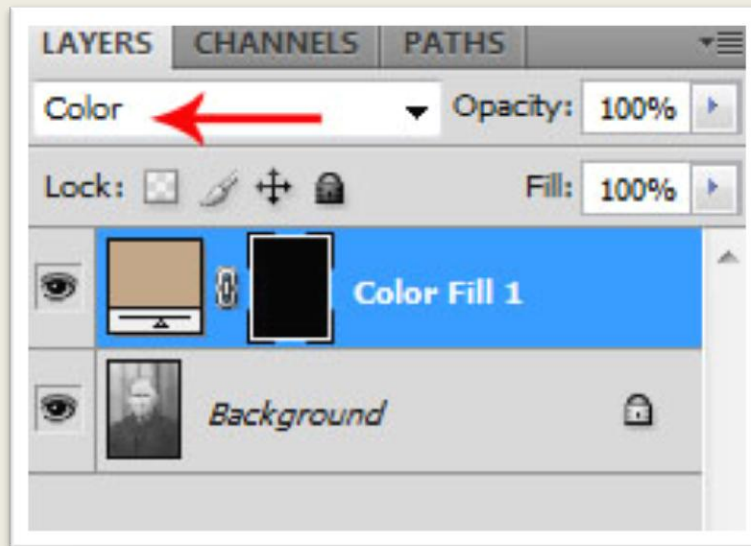 LAYERS CHANNELS PATHS
Color Opacity: 100%
Lock: Fill: 100%
Color Fill 1
Background